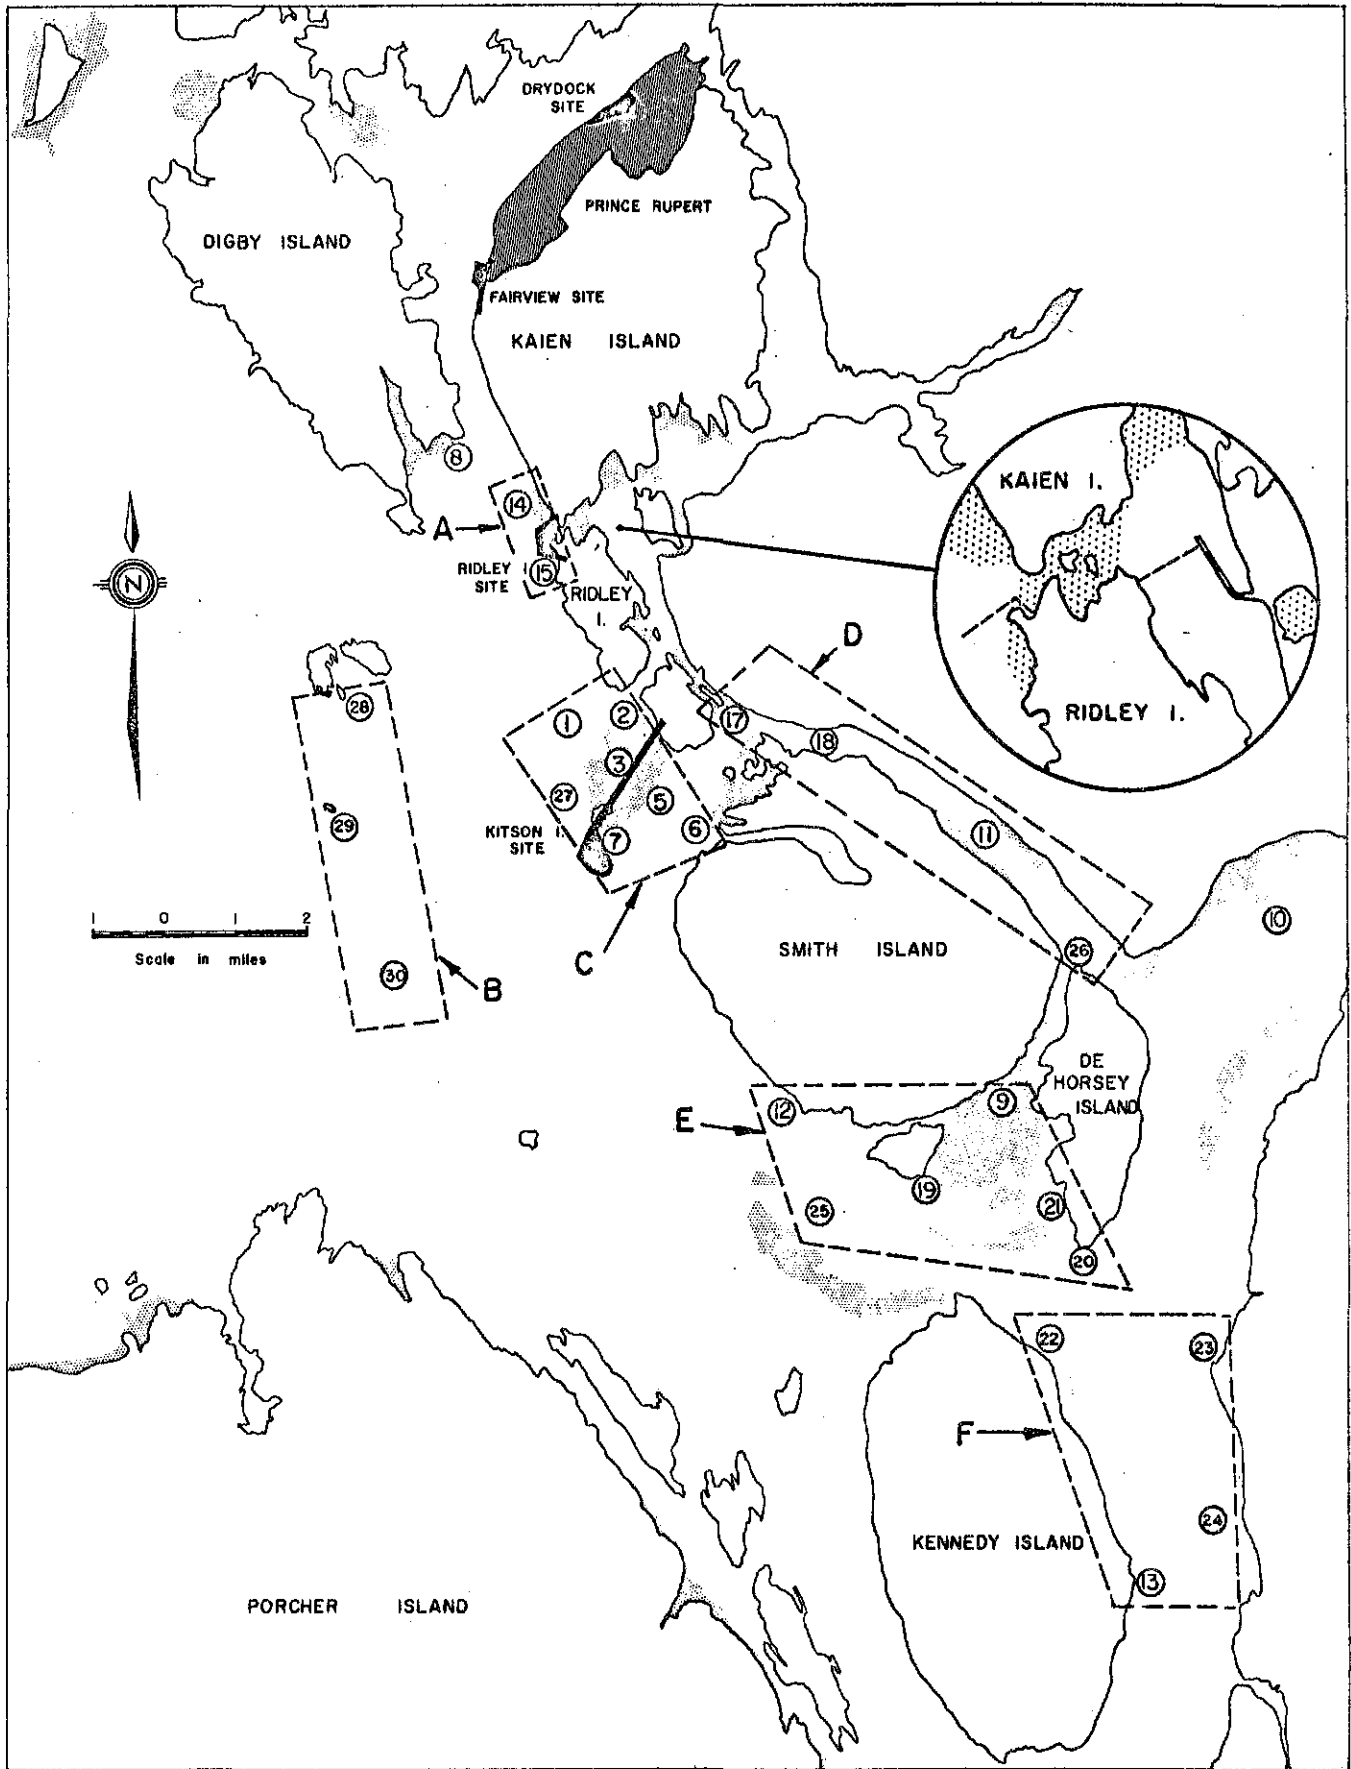 DRYDOCK
SITE
PRINCE RUPERT
DIGBY ISLAND
FAIRVIEW SITE
KAIEN ISLAND
8
14
A
RIDLEY
SITE
15
RIDLEY
I.
KAIEN I.
RIDLEY I.
N
D
28
1
2
17
18
3
27
5
29
KITSON I.
SITE
7
6
11
10
1 0 1 2
Scale in miles
C
SMITH ISLAND
26
30
B
DE
HORSEY
ISLAND
12
9
E
19
25
21
20
22
23
F
24
KENNEDY ISLAND
13
PORCHER ISLAND